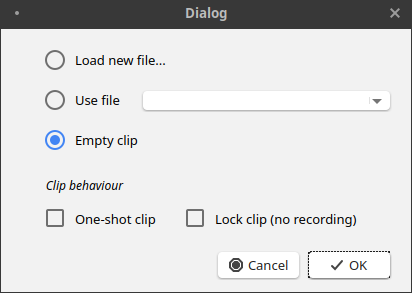 Dialog
Load new file...
Use file
Empty clip
Clip behaviour
One-shot clip Lock clip (no recording)
Cancel OK